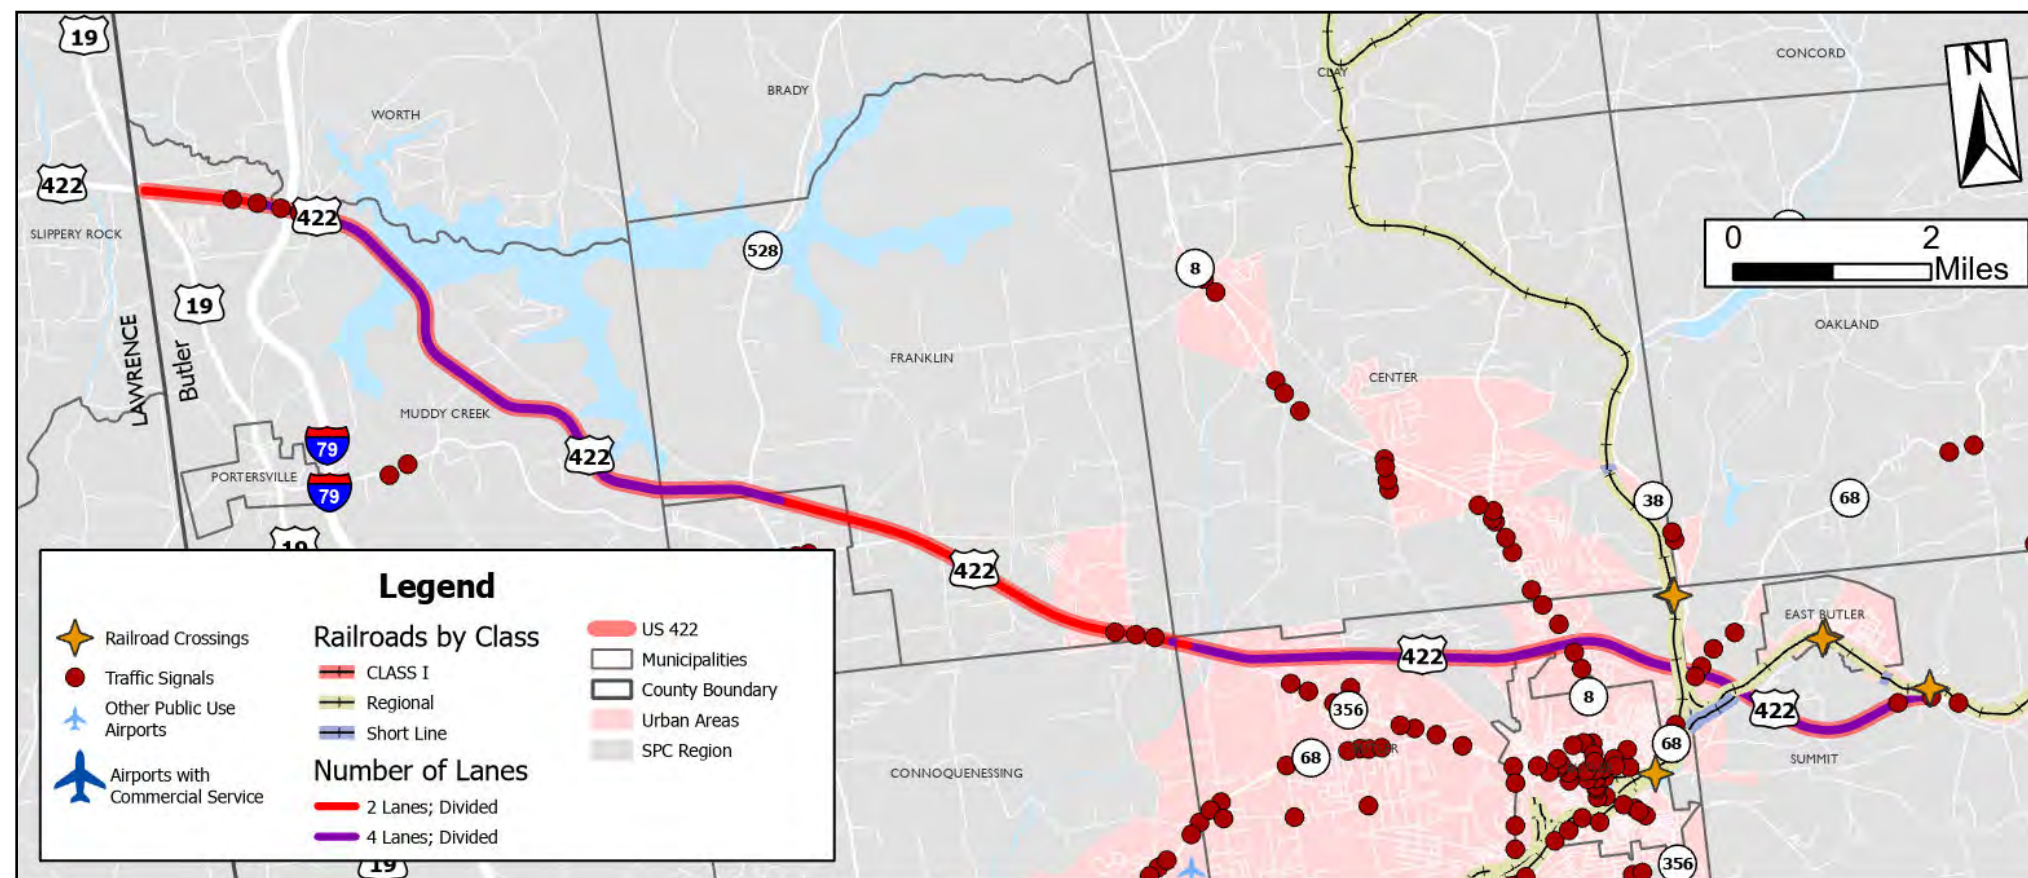 19
N
CONCORD
CLAY
BRADY
WORTH
422
422
SLIPPERY ROCK
528
8
0 2
Miles
19
OAKLAND
LAWRENCE
Butler
FRANKLIN
CENTER
MUDDY CREEK
79
422
PORTERSVILLE
79
38
68
19
422
EAST BUTLER
422
8
356
422
68
68
SUMMIT
CONNOQUENESSING
356
19
Legend
Railroad Crossings
Traffic Signals
Other Public Use
Airports
Airports with
Commercial Service
Railroads by Class
CLASS I
Regional
Short Line
Number of Lanes
2 Lanes; Divided
4 Lanes; Divided
US 422
Municipalities
County Boundary
Urban Areas
SPC Region